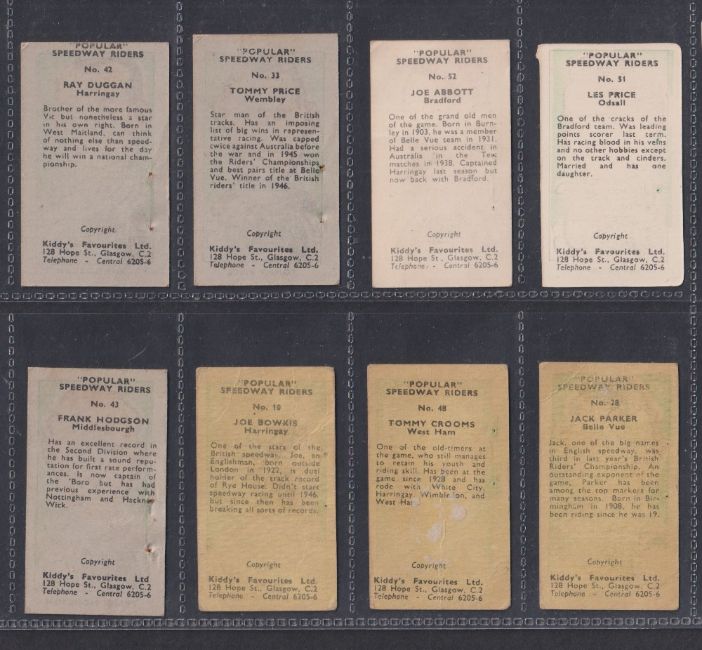 "POPULAR"
SPEEDWAY RIDERS
No. 42
RAY DUGGAN
Harringay
Brother of the more famous
Vic but nonetheless a star
in his own right. Born in
West Maitland, can think
of nothing else than speed-
way and lives for the day
he will win a national cham-
pionship.
Copyright
Kiddy's Favourites Ltd.
128 Hope St., Glasgow, C.2
Telephone - Central 6205-6
"POPULAR"
SPEEDWAY RIDERS
No. 33
TOMMY PRICE
Wembley
Star man of the British
tracks. Has an imposing
list of big wins in represen-
tative racing. Was capped
twice against Australia before
the war and in 1945 won
the Riders' Championships
and best pairs title at Belle
Vue. Winner of the British
riders' title in 1946.
Copyright
Kiddy's Favourites Ltd.
128 Hope St., Glasgow, C.2
Telephone - Central 6205-6
"POPULAR"
SPEEDWAY RIDERS
No. 52
JOE ABBOTT
Bradford
One of the grand old men
of the game. Born in Burn-
ley in 1903, he was a member
of Belle Vue team in 1931.
Had a serious accident in
Australia in the Test
matches in 1938. Captained
Harringay last season but
now back with Bradford.
Copyright
Kiddy's Favourites Ltd.
128 Hope St., Glasgow, C.2
Telephone - Central 6205-6
"POPULAR"
SPEEDWAY RIDERS
No. 51
LES PRICE
Odsall
One of the cracks of the
Bradford team. Was leading
points scorer last term.
Has racing blood in his veins
and no other hobbies except
on the track and cinders.
Married and has one
daughter.
Copyright
Kiddy's Favourites Ltd.
128 Hope St., Glasgow, C.2
Telephone - Central 6205-6
"POPULAR"
SPEEDWAY RIDERS
No. 43
FRANK HODGSON
Middlesbourgh
Has an excellent record in
the Second Division where
he has built a sound repu-
tation for first rate perform-
ances. Is now captain of
the 'Boro but has had
previous experience with
Nottingham and Hackney
Wick.
Copyright
Kiddy's Favourites Ltd
128 Hope St., Glasgow, C.2
Telephone - Central 6205-6
"POPULAR"
SPEEDWAY RIDERS
No. 10
JOE BOWKIS
Harringay
One of the stars of the
British speedway. Joe, an
Englishman, born outside
London in 1922, is dual
holder of the track record
of Rye House. Didn't start
speedway racing until 1946,
but since then has been
breaking all sorts of records.
Copyright
Kiddy's Favourites Ltd.
128 Hope St., Glasgow, C.2
Telephone - Central 6205-6
"POPULAR"
SPEEDWAY RIDERS
No. 48
TOMMY CROOMS
West Ham
One of the old-timers at
the game, who still manages
to retain his youth and
riding skill. Has been at the
game since 1928 and has
rode with White City,
Harringay, Wimbledon, and
West Ham
Copyright
Kiddy's Favourites Ltd.
128 Hope St., Glasgow, C.2
Telephone - Central 6205-6
"POPULAR"
SPEEDWAY RIDERS
No. 28
JACK PARKER
Belle Vue
Jack, one of the big names
in English speedway, was
third in last year's British
Riders' Championship. An
outstanding exponent of the
game, Parker has been
among the top markers for
many seasons. Born in Bir-
mingham in 1908, he has
been riding since he was 19.
Copyright
Kiddy's Favourites Ltd.
128 Hope St., Glasgow, C.2
Telephone - Central 6205-6